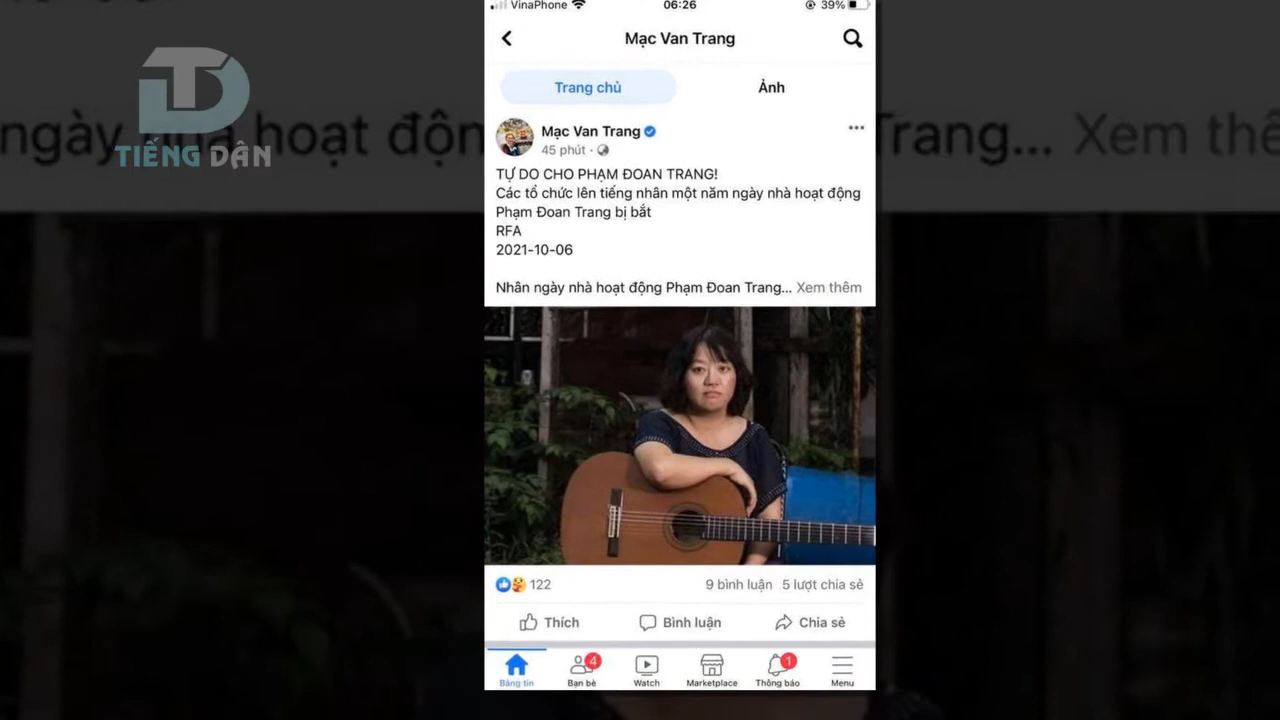 VinaPhone 06:26 39%
Mạc Van Trang
Trang chủ Ảnh
Mạc Van Trang
45 phút ·
TỰ DO CHO PHẠM ĐOAN TRANG!
Các tổ chức lên tiếng nhân một năm ngày nhà hoạt động
Phạm Đoan Trang bị bắt
RFA
2021-10-06
Nhân ngày nhà hoạt động Phạm Đoan Trang... Xem thêm
122 9 bình luận 5 lượt chia sẻ
Thích Bình luận Chia sẻ
4 1
Bảng tin Bạn bè Watch Marketplace Thông báo Menu
TD
TIẾNG DÂN
ngày nhà hoạt độn
Trang... Xem thê